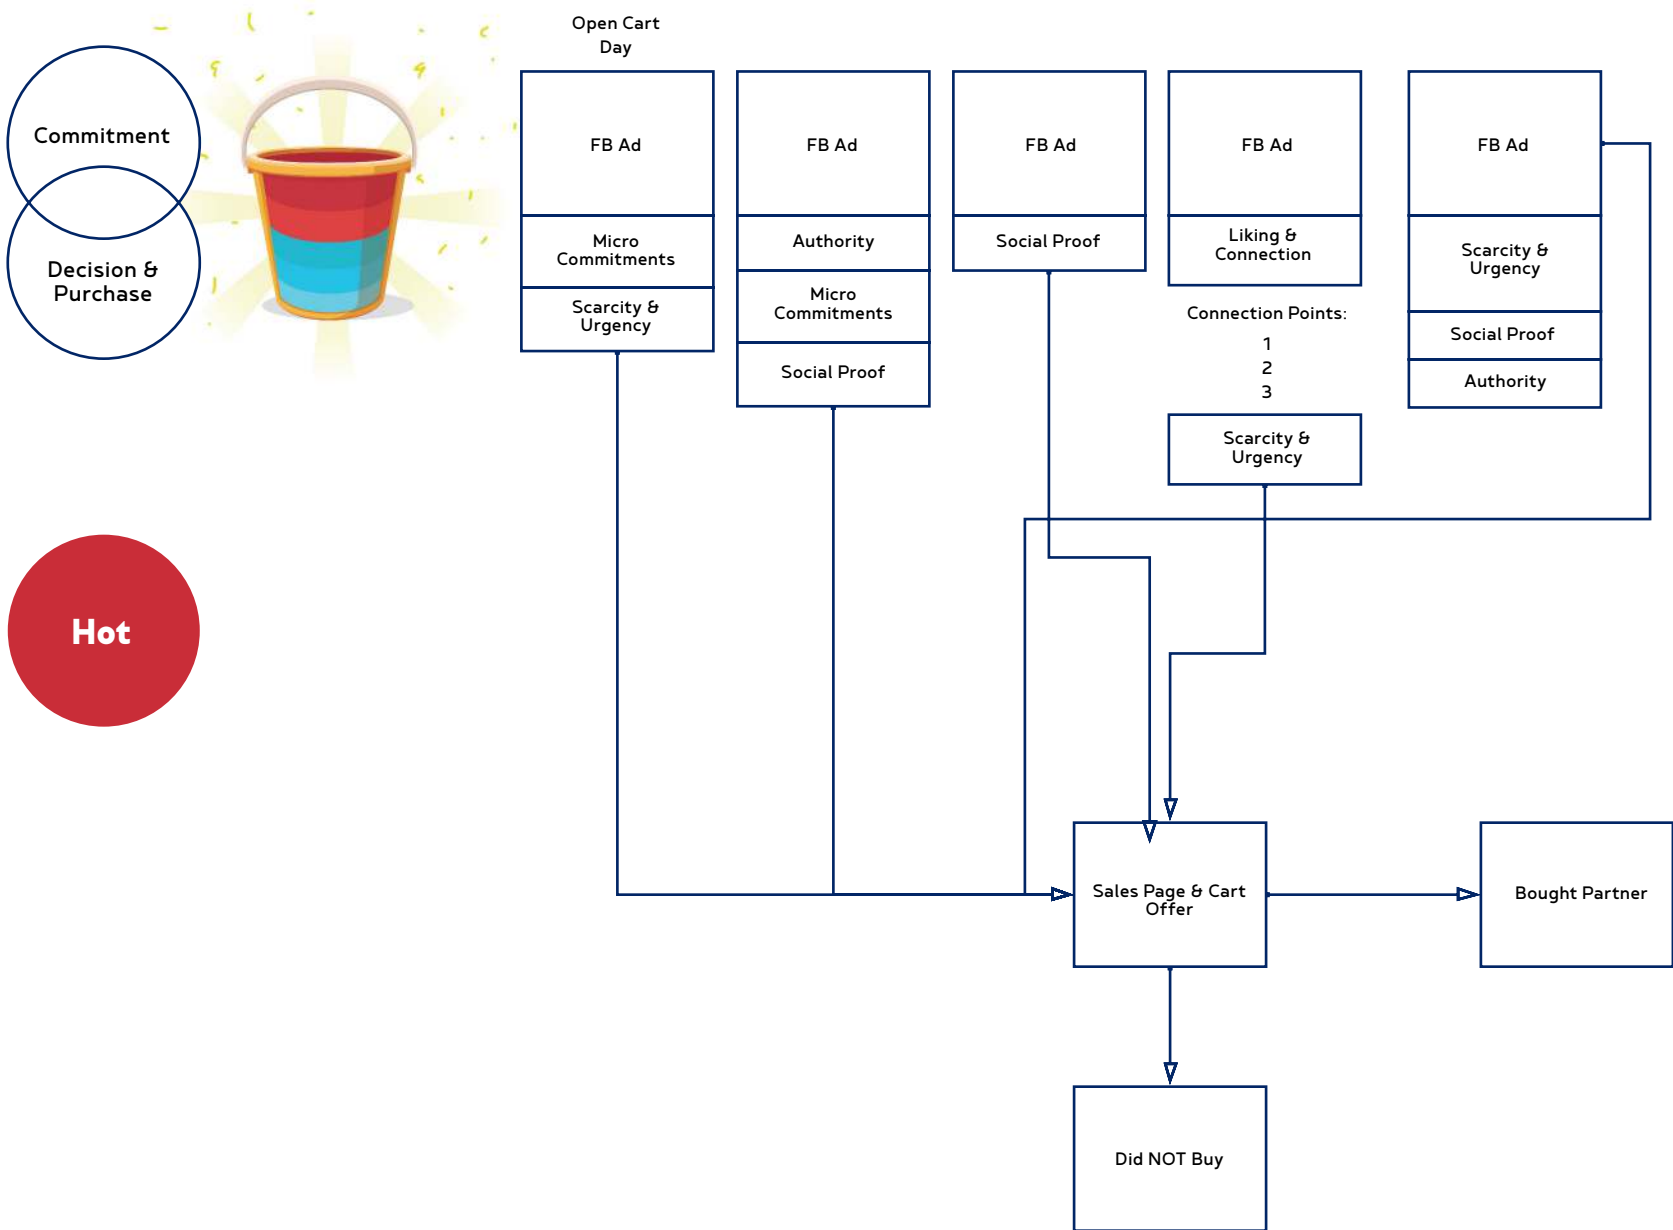 Open Cart
Day
Commitment
Decision &
Purchase
FB Ad
Micro
Commitments
Scarcity &
Urgency
FB Ad
Authority
Micro
Commitments
Social Proof
FB Ad
Social Proof
FB Ad
Liking &
Connection
Connection Points:
1
2
3
Scarcity &
Urgency
FB Ad
Scarcity &
Urgency
Social Proof
Authority
Hot
Sales Page & Cart
Offer
Bought Partner
Did NOT Buy